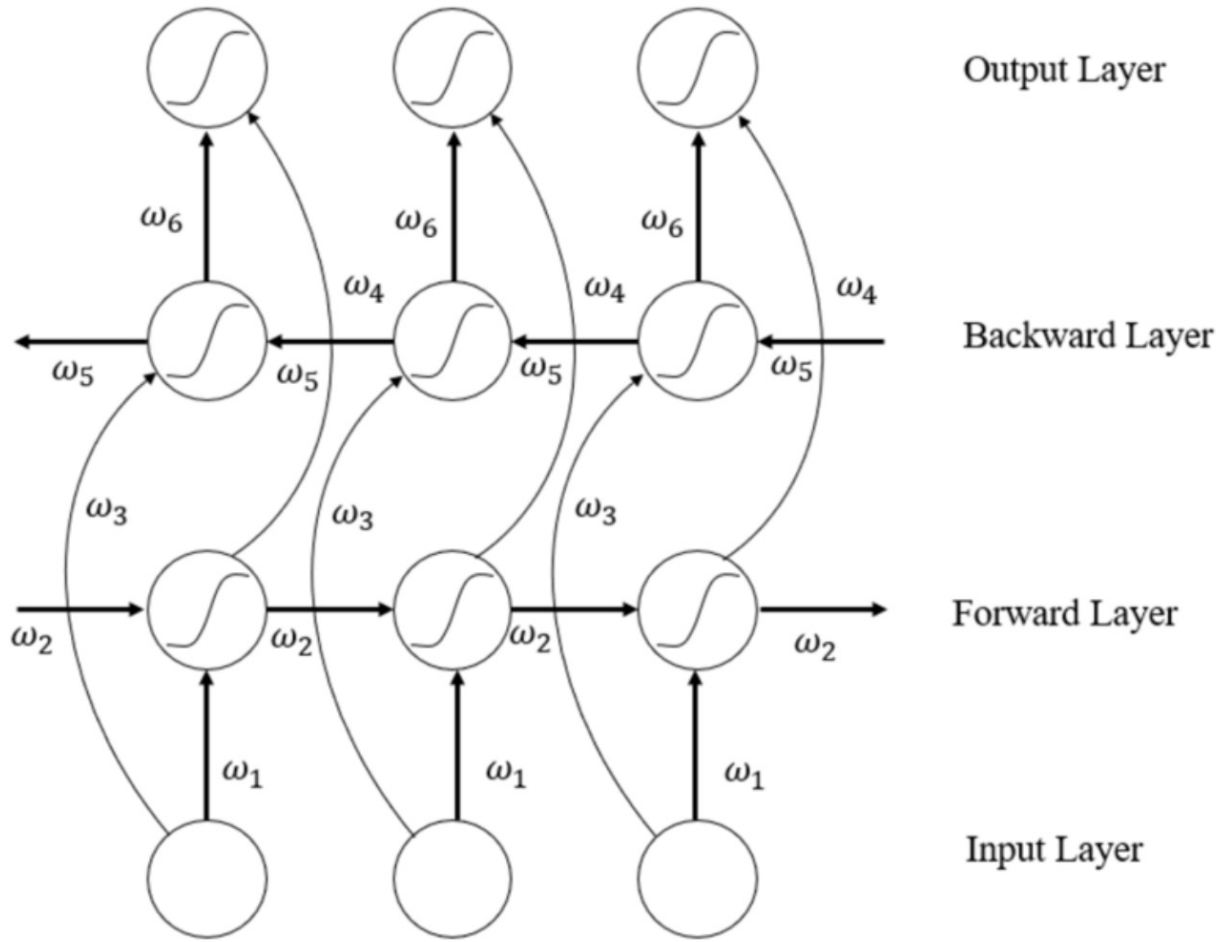 Output Layer
ω₆ ω₆ ω₆
ω₄ ω₄ ω₄
Backward Layer
ω₅ ω₅ ω₅ ω₅
ω₃ ω₃ ω₃
Forward Layer
ω₂ ω₂ ω₂ ω₂
ω₁ ω₁ ω₁
Input Layer